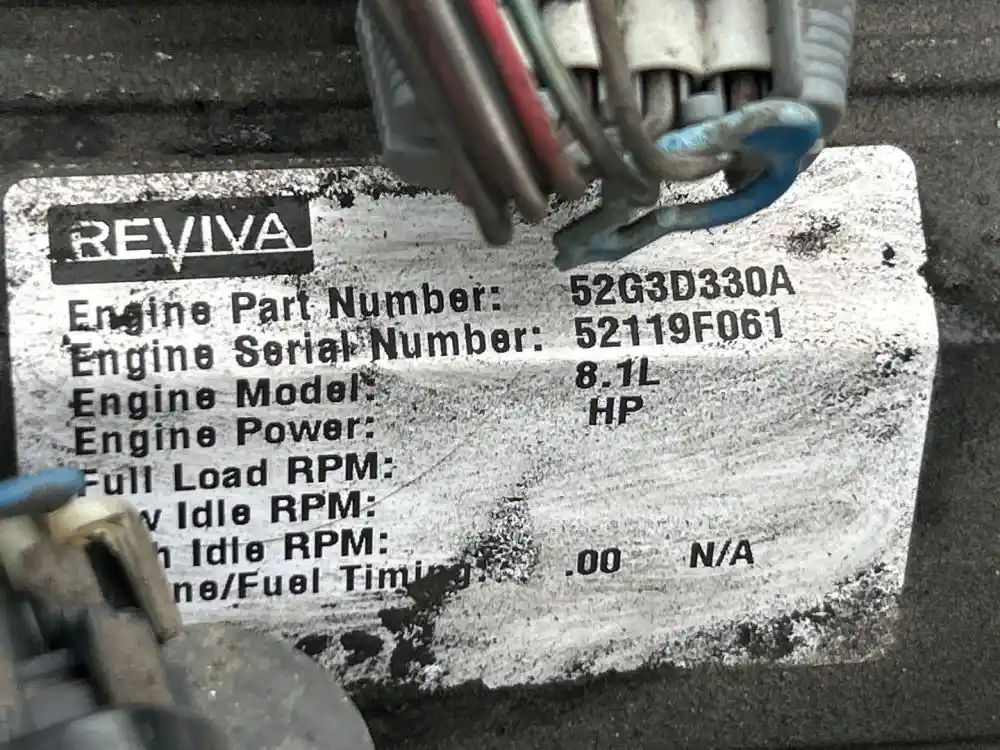 REVIVA
Engine Part Number: 52G3D330A
Engine Serial Number: 52119F061
Engine Model: 8.1L
Engine Power: HP
Full Load RPM:
Idle RPM:
Idle RPM:
/Fuel Timing: .00 N/A